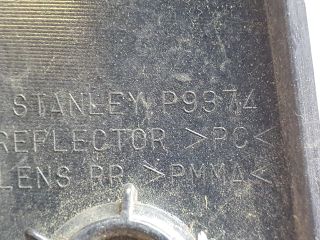 STANLEY P9374
REFLECTOR >PC<
LENS RR >PMMA<